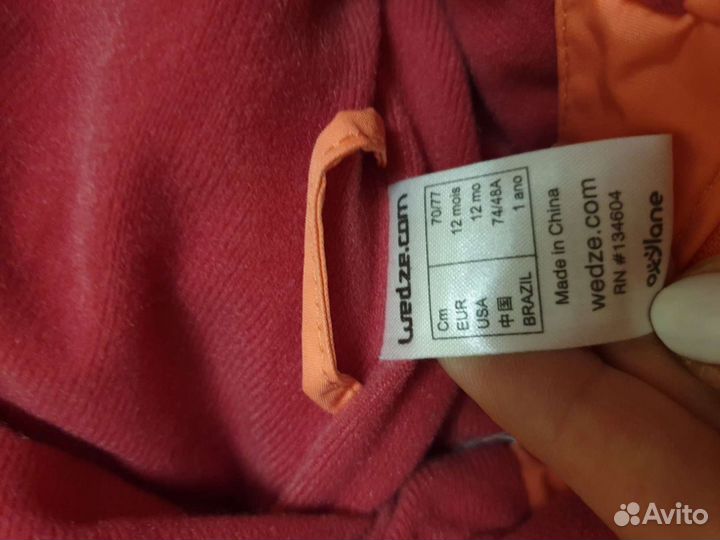 wedze.com
Cm 70/77
EUR 12 mois
USA 12 mo
中国 74/48A
BRAZIL 1 ano
Made in China
wedze.com
RN #134604
oxylane
Avito